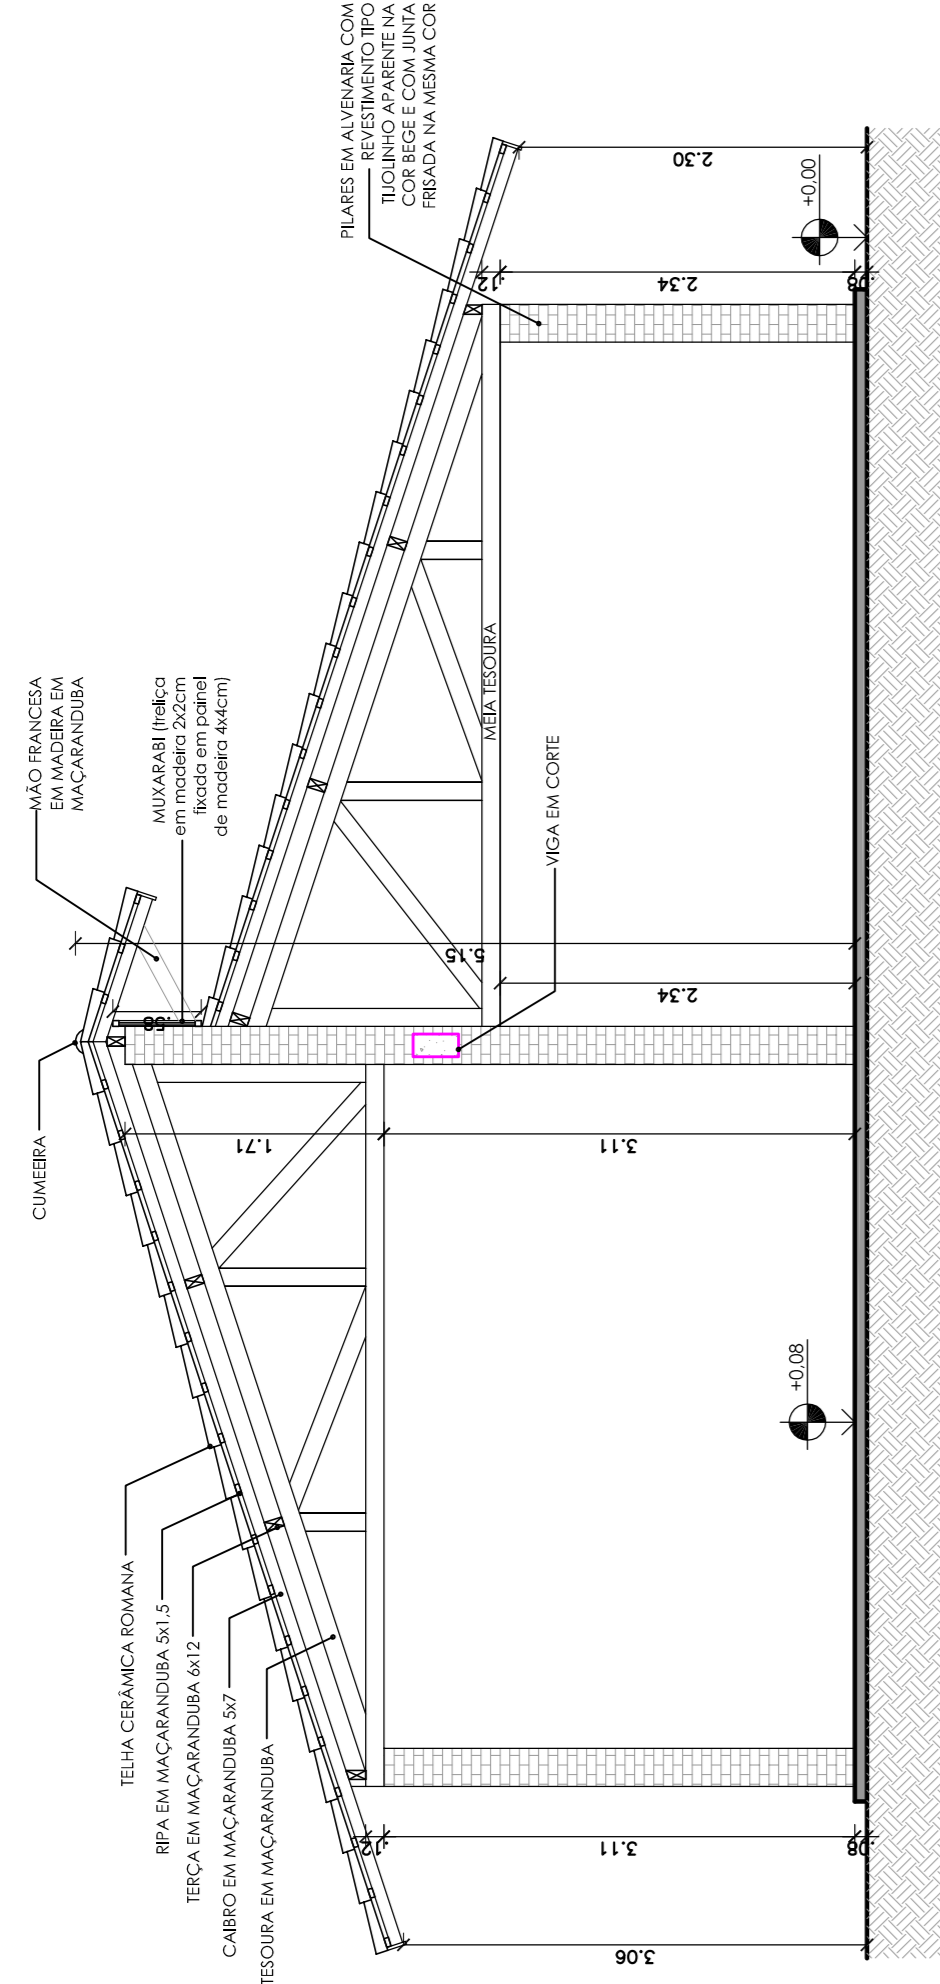 PILARES EM ALVENARIA COM
REVESTIMENTO TIPO
TIJOLINHO APARENTE NA
COR BEGE E COM JUNTA
FRISADA NA MESMA COR
MÃO FRANCESA
EM MADEIRA EM
MAÇARANDUBA
MUXARABI (treliça
em madeira 2x2cm
fixada em painel
de madeira 4x4cm)
CUMEEIRA
MEIA TESOURA
VIGA EM CORTE
TELHA CERÂMICA ROMANA
RIPA EM MAÇARANDUBA 5x1,5
TERÇA EM MAÇARANDUBA 6x12
CAIBRO EM MAÇARANDUBA 5x7
TESOURA EM MAÇARANDUBA
2.30
+0,00
.12
2.34
.08
5.15
2.34
.58
1.71
3.11
+0,08
.12
3.11
.08
3.06